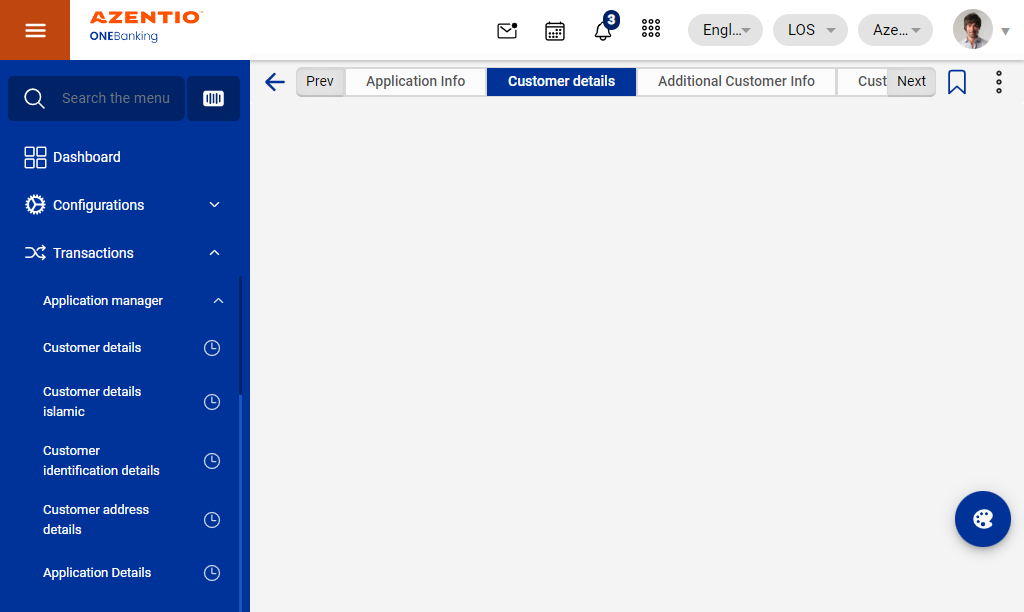 AZENTIO
ONEBanking
3
Engl...
LOS
Aze...
Search the menu
Prev
Application Info
Customer details
Additional Customer Info
Cust
Next
Dashboard
Configurations
Transactions
Application manager
Customer details
Customer details
islamic
Customer
identification details
Customer address
details
Application Details